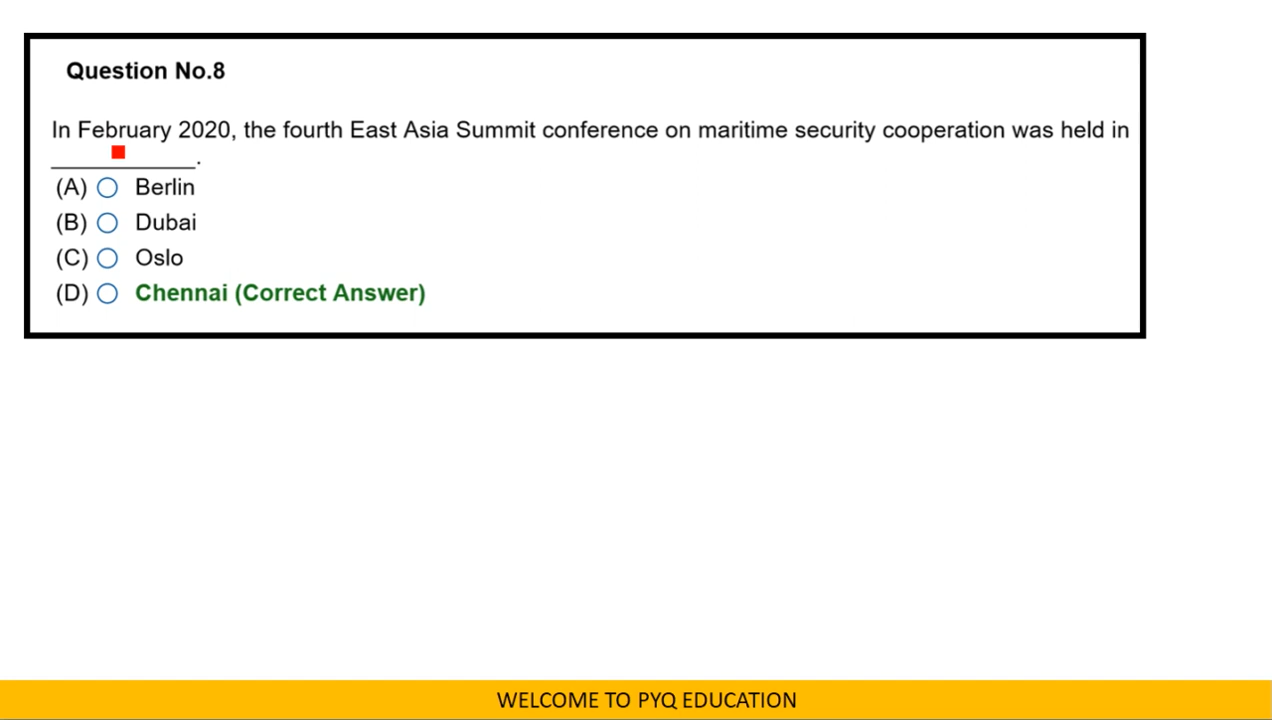 Question No.8
In February 2020, the fourth East Asia Summit conference on maritime security cooperation was held in
____________.
(A) Berlin
(B) Dubai
(C) Oslo
(D) Chennai (Correct Answer)
WELCOME TO PYQ EDUCATION